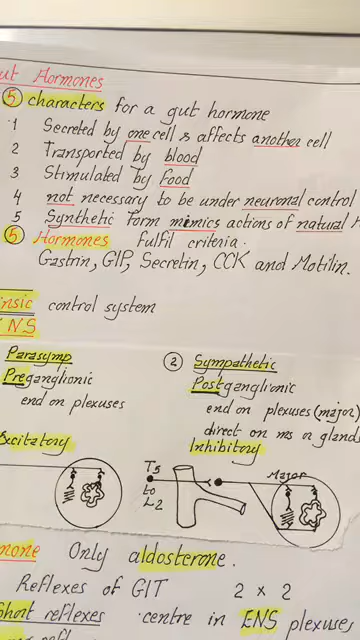 Gut Hormones
⑤ characters for a gut hormone
1 Secreted by one cell & affects another cell
2 Transported by blood
3 Stimulated by food
4 not necessary to be under neuronal control
5 Synthetic form mimics actions of natural H
⑤ Hormones fulfil criteria.
Gastrin, GIP, Secretin, CCK and Motilin.
insic control system
ENS
Parasymp
Preganglionic
end on plexuses
Excitatory
② Sympathetic
Postganglionic
end on plexuses (major)
direct on ms or glands
Inhibitory
T5
to
L2
Major
mone Only aldosterone.
Reflexes of GIT 2 x 2
Short reflexes centre in ENS plexuses,